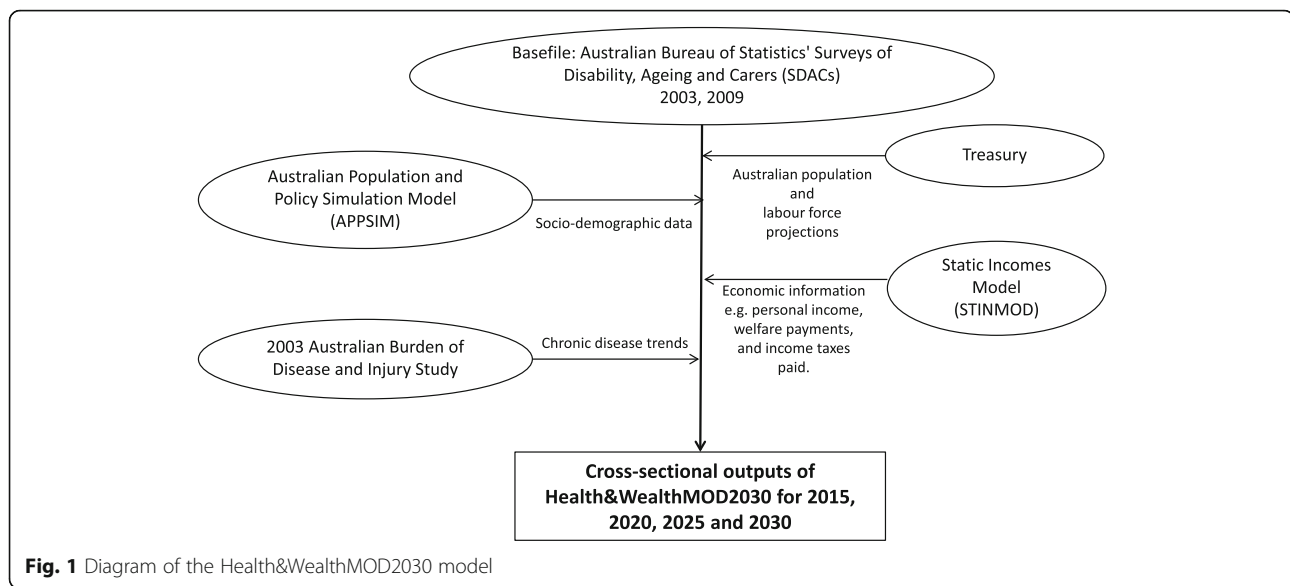 Basefile: Australian Bureau of Statistics' Surveys of
Disability, Ageing and Carers (SDACs)
2003, 2009
Treasury
Australian Population and
Policy Simulation Model
(APPSIM)
Socio-demographic data
Australian population
and
labour force
projections
Static Incomes
Model
(STINMOD)
Economic information
e.g. personal income,
welfare payments,
and income taxes
paid.
2003 Australian Burden of
Disease and Injury Study
Chronic disease trends
Cross-sectional outputs of
Health&WealthMOD2030 for 2015,
2020, 2025 and 2030
Fig. 1 Diagram of the Health&WealthMOD2030 model